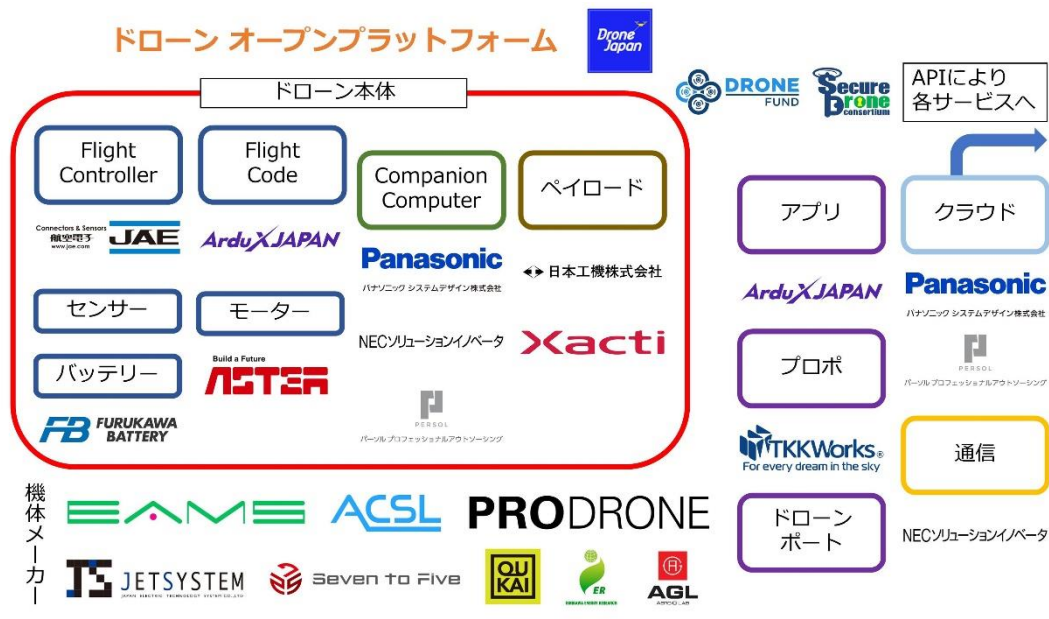 ドローン オープンプラットフォーム
Drone
Japan
DRONE
FUND
Secure
Drone
consortium
APIにより
各サービスへ
ドローン本体
Flight
Controller
Flight
Code
Companion
Computer
ペイロード
Connectors & Sensors
航空電子
www.jae.com
JAE
ArduXJAPAN
Panasonic
パナソニック システムデザイン株式会社
日本工機株式会社
センサー
モーター
NECソリューションイノベータ
Xacti
バッテリー
Build a Future
ASTER
FB FURUKAWA
BATTERY
PERSOL
パーソル プロフェッショナルアウトソーシング
アプリ
クラウド
ArduXJAPAN
Panasonic
パナソニック システムデザイン株式会社
プロポ
PERSOL
パーソル プロフェッショナルアウトソーシング
TKKWorks®
For every dream in the sky
通信
ドローン
ポート
NECソリューションイノベータ
機体メーカー
EAMS
ACSL
PRODRONE
JETSYSTEM
Seven to Five
QU
KAI
ER
AGL